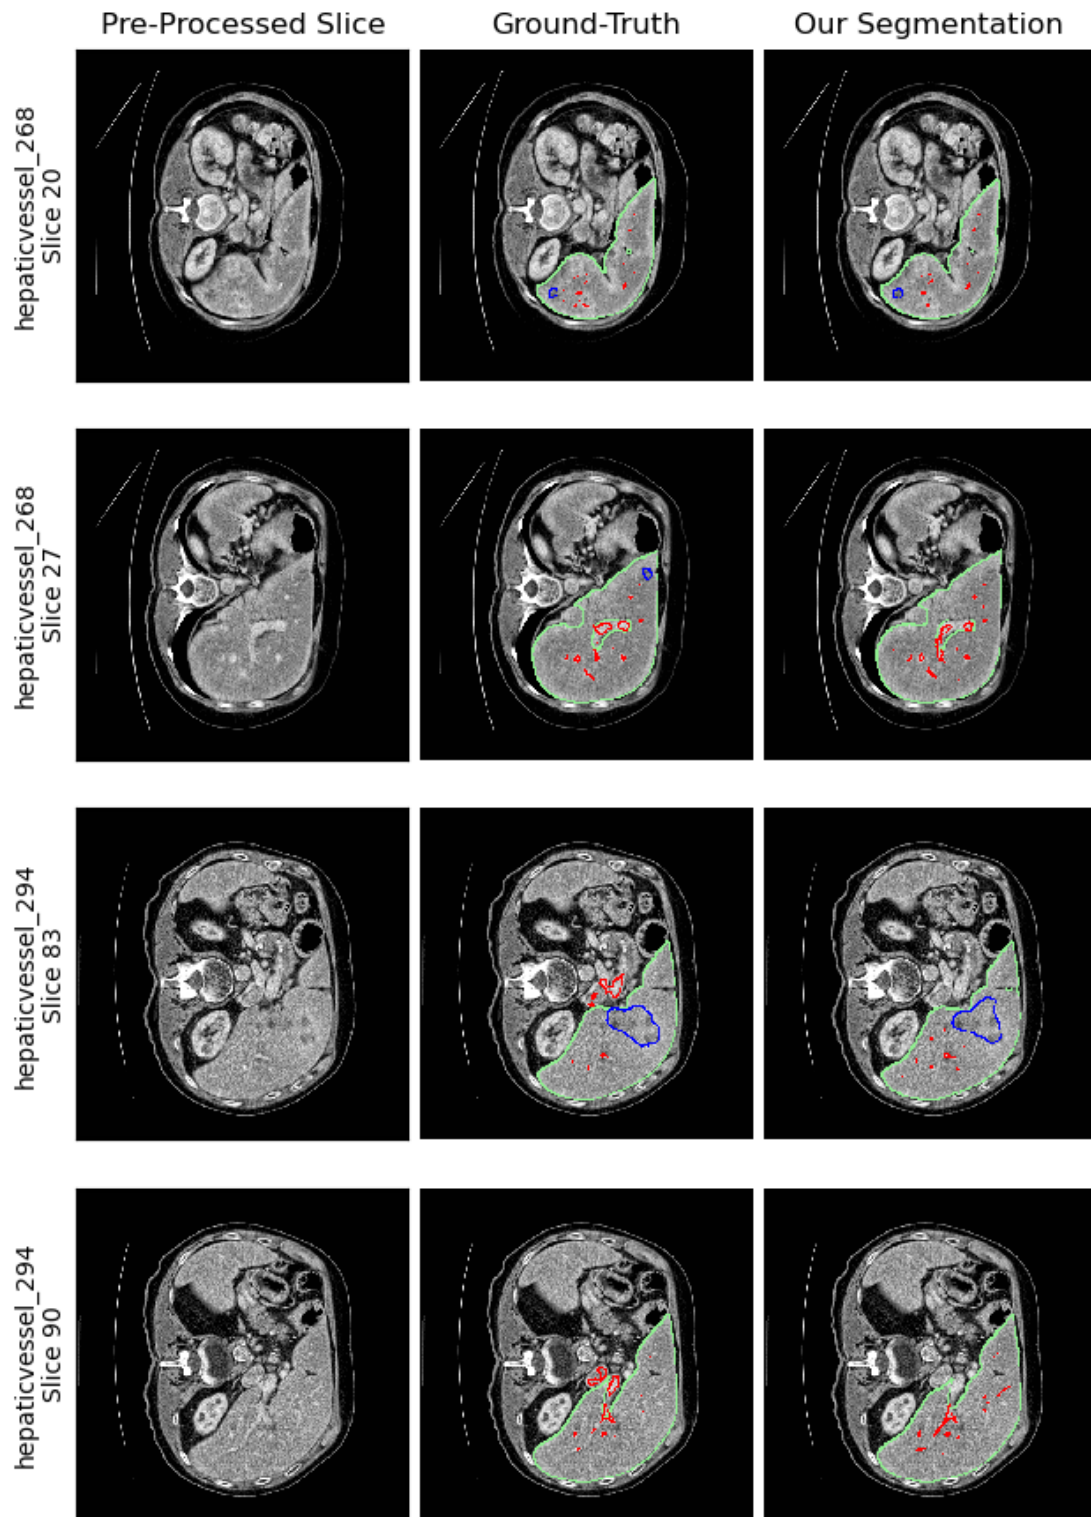 Pre-Processed Slice
Ground-Truth
Our Segmentation
hepaticvessel_268
Slice 20
hepaticvessel_268
Slice 27
hepaticvessel_294
Slice 83
hepaticvessel_294
Slice 90